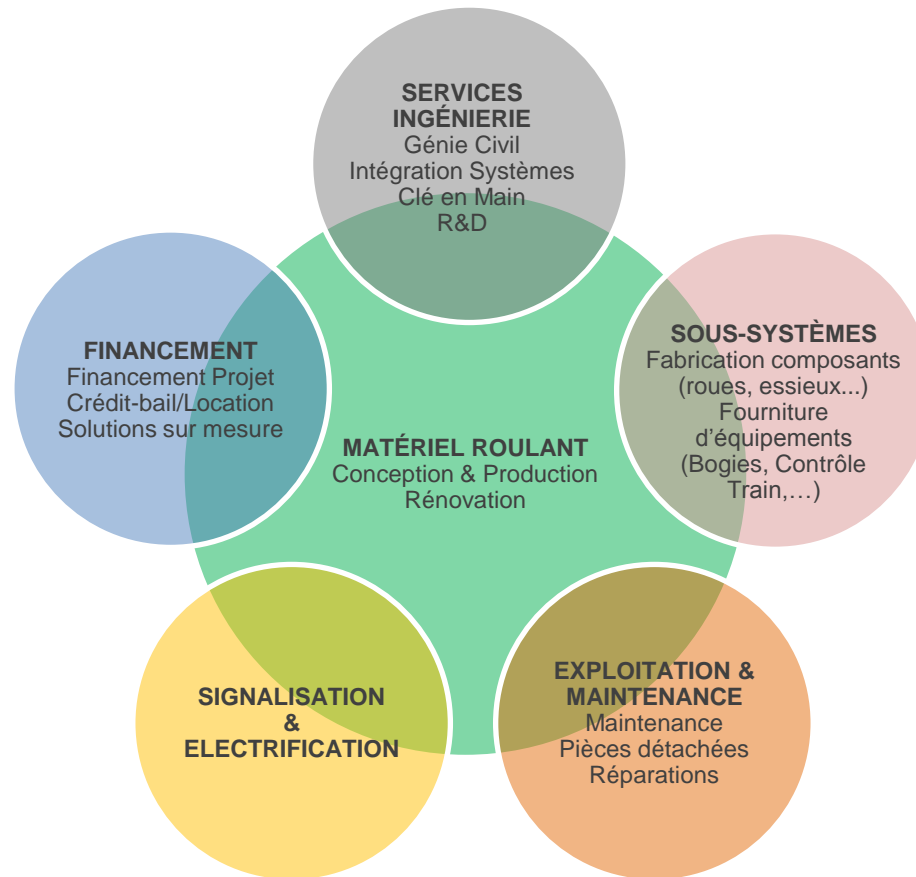 SERVICES
INGÉNIERIE
Génie Civil
Intégration Systèmes
Clé en Main
R&D
FINANCEMENT
Financement Projet
Crédit-bail/Location
Solutions sur mesure
MATÉRIEL ROULANT
Conception & Production
Rénovation
SOUS-SYSTÈMES
Fabrication composants
(roues, essieux...)
Fourniture
d’équipements
(Bogies, Contrôle
Train,…)
SIGNALISATION
&
ELECTRIFICATION
EXPLOITATION &
MAINTENANCE
Maintenance
Pièces détachées
Réparations